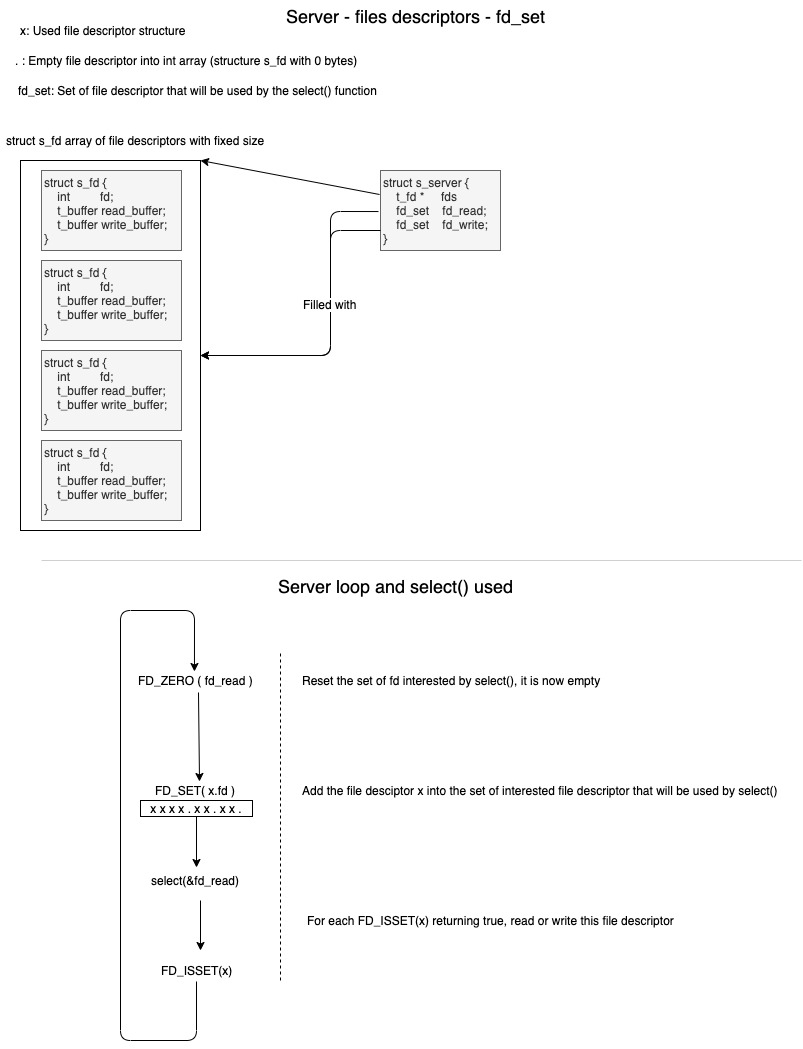 Server - files descriptors - fd_set
x: Used file descriptor structure
. : Empty file descriptor into int array (structure s_fd with 0 bytes)
fd_set: Set of file descriptor that will be used by the select() function
struct s_fd array of file descriptors with fixed size
struct s_fd {
int fd;
t_buffer read_buffer;
t_buffer write_buffer;
}
struct s_fd {
int fd;
t_buffer read_buffer;
t_buffer write_buffer;
}
struct s_fd {
int fd;
t_buffer read_buffer;
t_buffer write_buffer;
}
struct s_fd {
int fd;
t_buffer read_buffer;
t_buffer write_buffer;
}
struct s_server {
t_fd * fds
fd_set fd_read;
fd_set fd_write;
}
Filled with
Server loop and select() used
FD_ZERO ( fd_read )
Reset the set of fd interested by select(), it is now empty
FD_SET( x.fd )
x x x x . x x . x x .
Add the file desciptor x into the set of interested file descriptor that will be used by select()
select(&fd_read)
For each FD_ISSET(x) returning true, read or write this file descriptor
FD_ISSET(x)